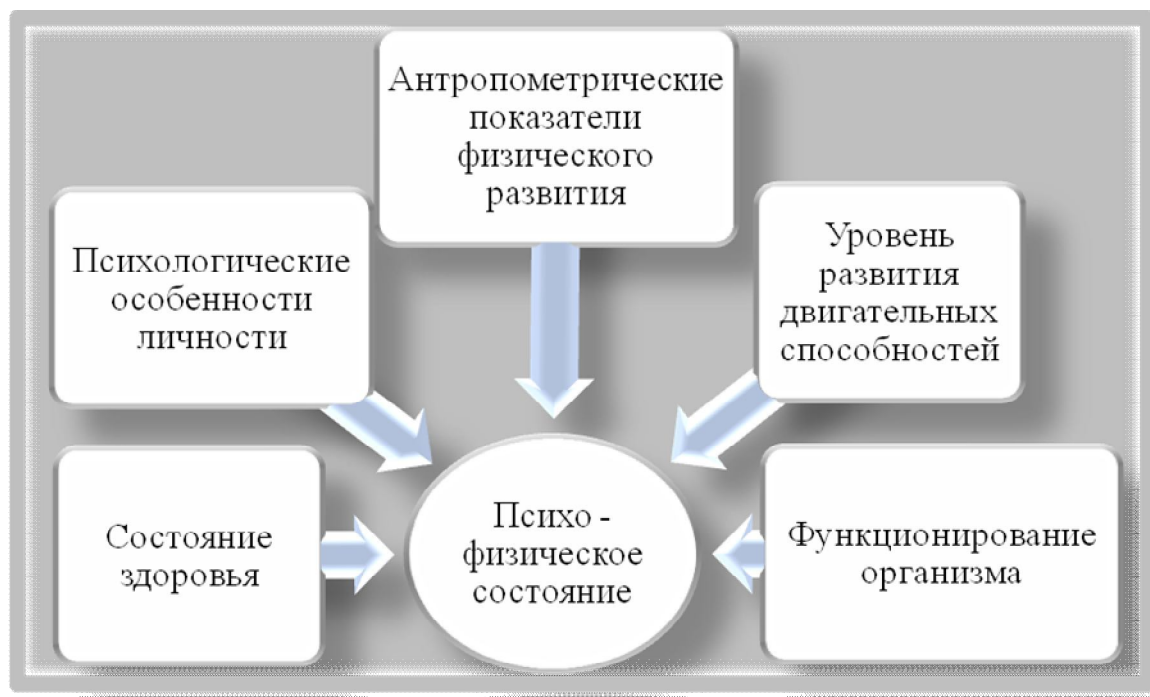 Антропометрические
показатели
физического
развития
Психологические
особенности
личности
Уровень
развития
двигательных
способностей
Состояние
здоровья
Психо -
физическое
состояние
Функционирование
организма